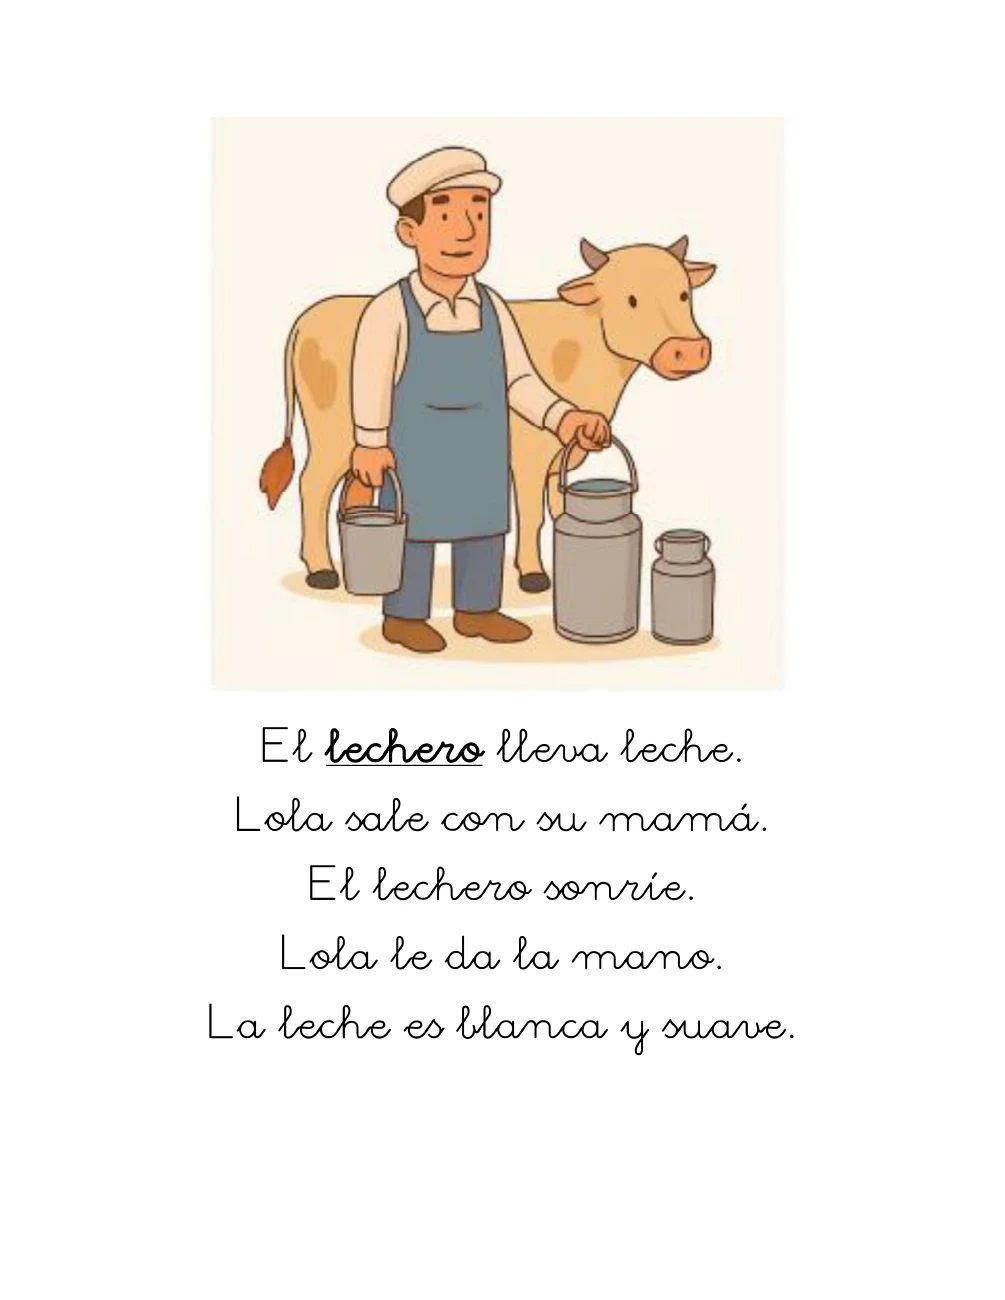 El lechero lleva leche.
Lola sale con su mamá.
El lechero sonríe.
Lola le da la mano.
La leche es blanca y suave.